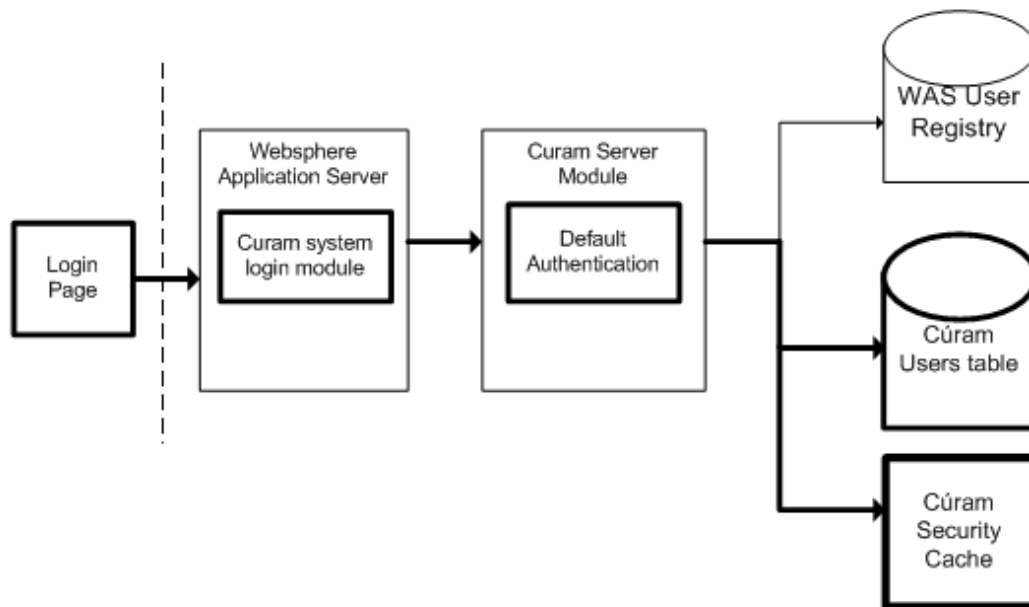 Login
Page
Websphere
Application Server
Curam system
login module
Curam Server
Module
Default
Authentication
WAS User
Registry
Cúram
Users table
Cúram
Security
Cache